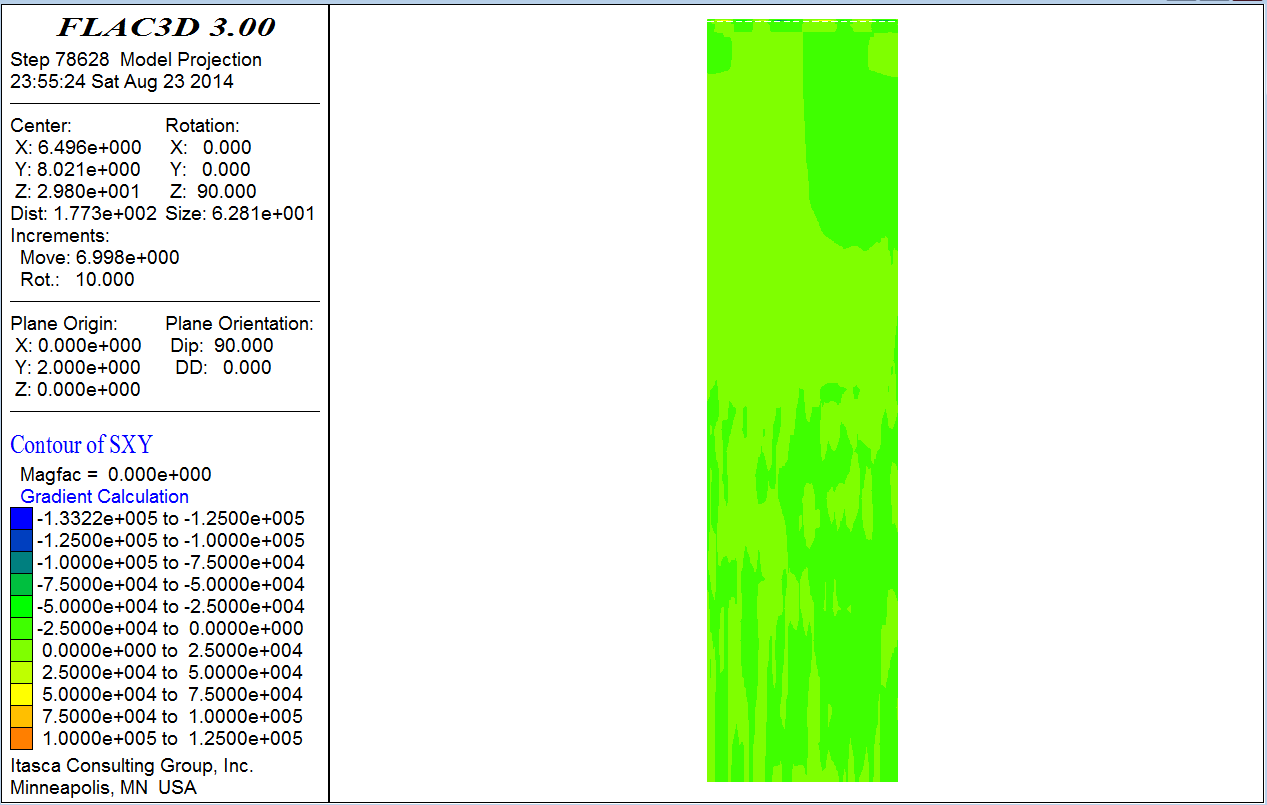 FLAC3D 3.00
Step 78628 Model Projection
23:55:24 Sat Aug 23 2014
Center: Rotation:
X: 6.496e+000 X: 0.000
Y: 8.021e+000 Y: 0.000
Z: 2.980e+001 Z: 90.000
Dist: 1.773e+002 Size: 6.281e+001
Increments:
Move: 6.998e+000
Rot.: 10.000
Plane Origin: Plane Orientation:
X: 0.000e+000 Dip: 90.000
Y: 2.000e+000 DD: 0.000
Z: 0.000e+000
Contour of SXY
Magfac = 0.000e+000
Gradient Calculation
-1.3322e+005 to -1.2500e+005
-1.2500e+005 to -1.0000e+005
-1.0000e+005 to -7.5000e+004
-7.5000e+004 to -5.0000e+004
-5.0000e+004 to -2.5000e+004
-2.5000e+004 to 0.0000e+000
0.0000e+000 to 2.5000e+004
2.5000e+004 to 5.0000e+004
5.0000e+004 to 7.5000e+004
7.5000e+004 to 1.0000e+005
1.0000e+005 to 1.2500e+005
Itasca Consulting Group, Inc.
Minneapolis, MN USA